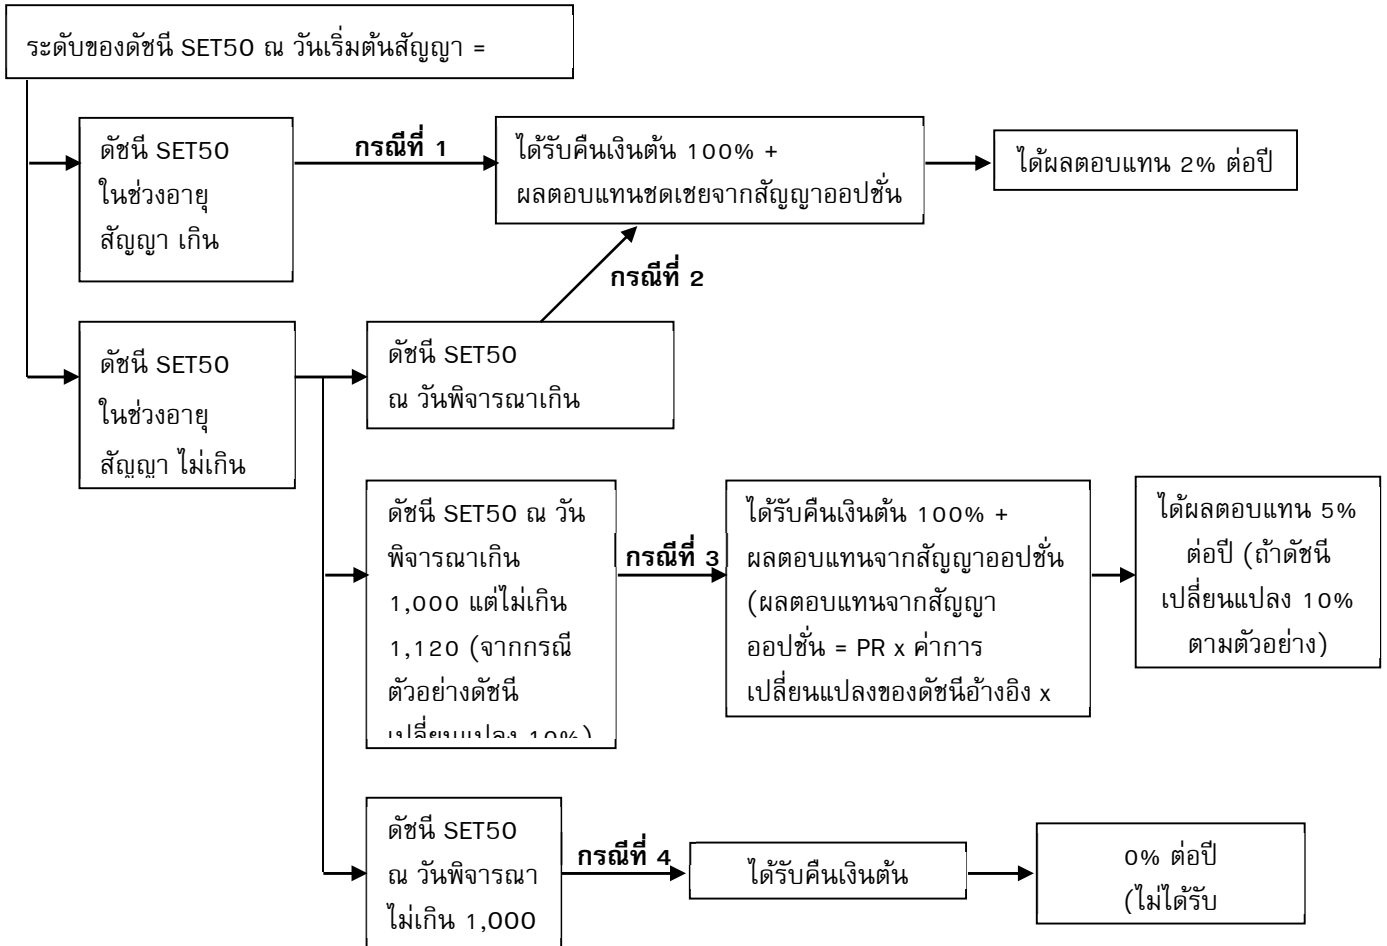 ระดับของดัชนี SET50 ณ วันเริ่มต้นสัญญา =
ดัชนี SET50
ในช่วงอายุ
สัญญา เกิน
กรณีที่ 1
ได้รับคืนเงินต้น 100% +
ผลตอบแทนชดเชยจากสัญญาออปชั่น
ได้ผลตอบแทน 2% ต่อปี
กรณีที่ 2
ดัชนี SET50
ในช่วงอายุ
สัญญา ไม่เกิน
ดัชนี SET50
ณ วันพิจารณาเกิน
ดัชนี SET50 ณ วัน
พิจารณาเกิน
1,000 แต่ไม่เกิน
1,120 (จากกรณี
ตัวอย่างดัชนี
เปลี่ยนแปลง 10%)
กรณีที่ 3
ได้รับคืนเงินต้น 100% +
ผลตอบแทนจากสัญญาออปชั่น
(ผลตอบแทนจากสัญญา
ออปชั่น = PR x ค่าการ
เปลี่ยนแปลงของดัชนีอ้างอิง x
ได้ผลตอบแทน 5%
ต่อปี (ถ้าดัชนี
เปลี่ยนแปลง 10%
ตามตัวอย่าง)
ดัชนี SET50
ณ วันพิจารณา
ไม่เกิน 1,000
กรณีที่ 4
ได้รับคืนเงินต้น
0% ต่อปี
(ไม่ได้รับ